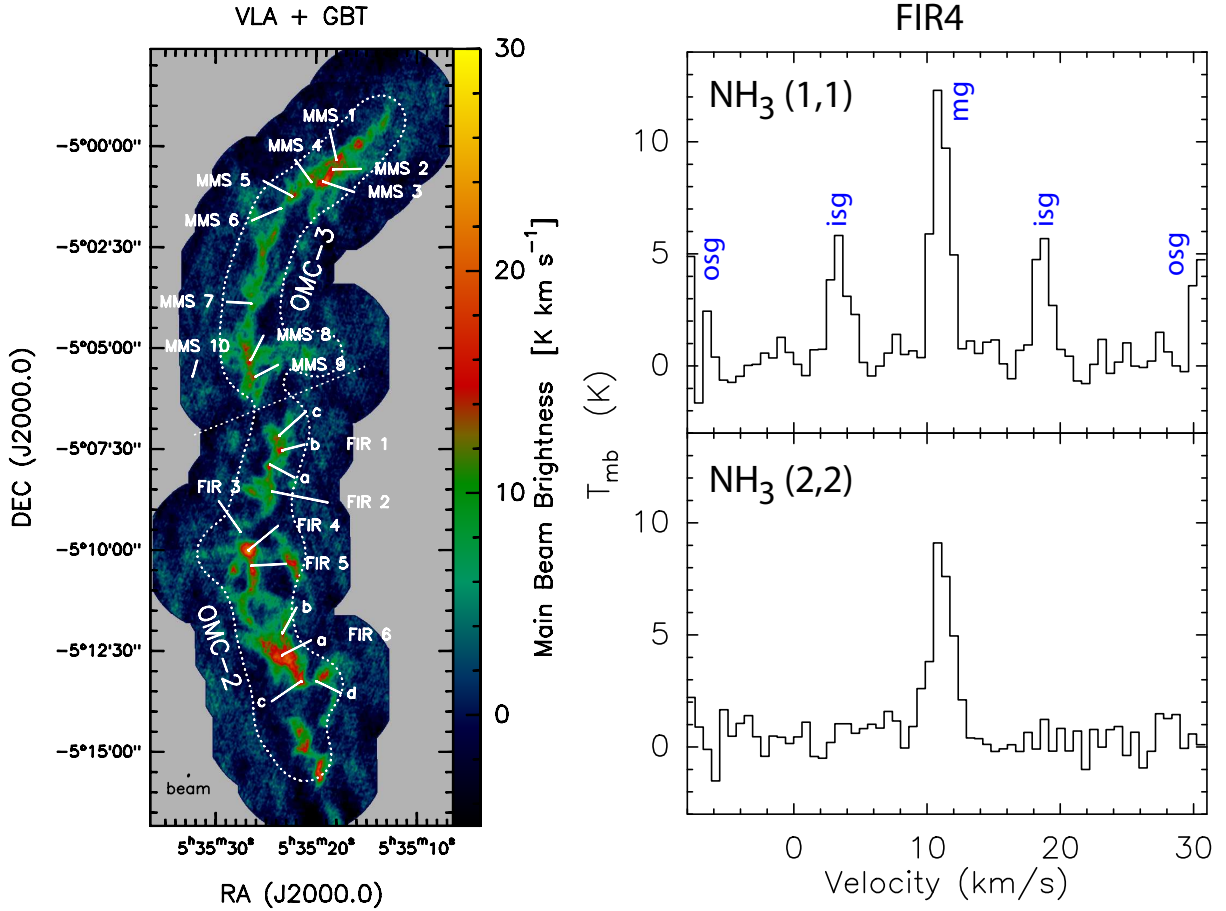 VLA + GBT
30
20
10
0
Main Beam Brightness [K km s⁻¹]
−5°00'00"
−5°02'30"
−5°05'00"
−5°07'30"
−5°10'00"
−5°12'30"
−5°15'00"
DEC (J2000.0)
MMS 1
MMS 4
MMS 2
MMS 5
MMS 3
MMS 6
OMC−3
MMS 7
MMS 8
MMS 10
MMS 9
c
b
FIR 1
a
FIR 3
FIR 2
FIR 4
FIR 5
b
OMC−2
FIR 6
a
c
d
beam
5ʰ35ᵐ30ˢ
5ʰ35ᵐ20ˢ
5ʰ35ᵐ10ˢ
RA (J2000.0)
FIR4
NH₃ (1,1)
osg
isg
mg
isg
osg
10
5
0
T_mb (K)
NH₃ (2,2)
10
5
0
0
10
20
30
Velocity (km/s)